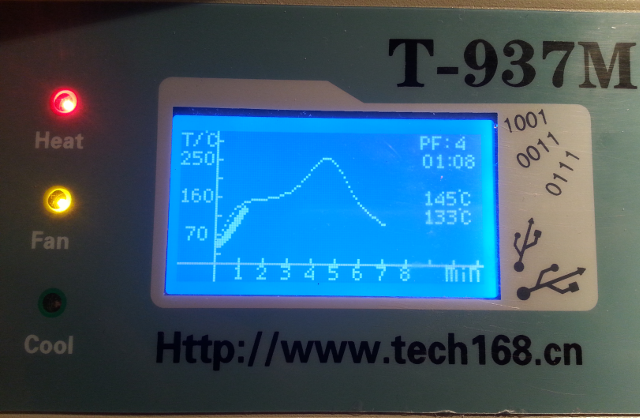 T-937M
Heat
Fan
Cool
T/C
250
160
70
1 2 3 4 5 6 7 8 min
PF:4
01:08
145℃
133℃
1001
0011
0111
Http://www.tech168.cn